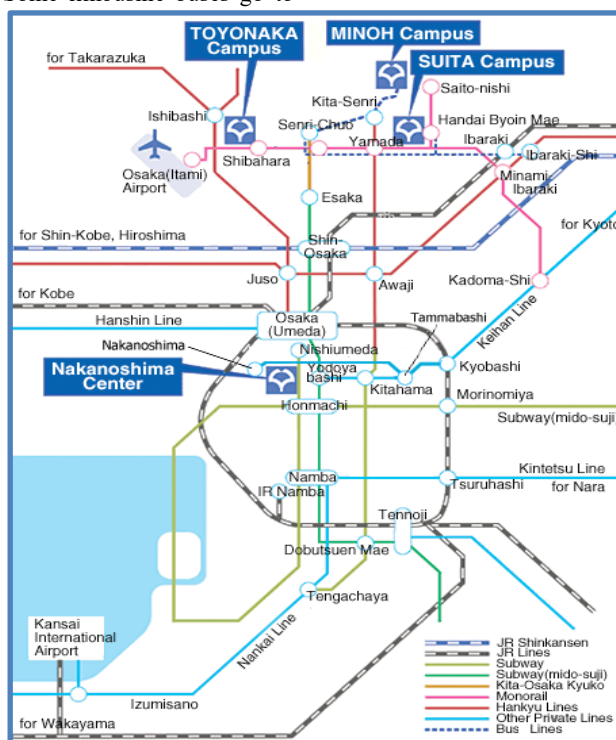 Some limousine buses go to
TOYONAKA
Campus
MINOH Campus
SUITA Campus
for Takarazuka
Saito-nishi
Kita-Senri
Ishibashi
Handai Byoin Mae
Senri-Chuo
Ibaraki
Yamada
Shibahara
Ibaraki-Shi
Osaka(Itami)
Airport
Minami-
Ibaraki
Esaka
for Kyoto
for Shin-Kobe, Hiroshima
Shin-
Osaka
Juso
Awaji
Kadoma-Shi
for Kobe
Keihan Line
Hanshin Line
Osaka
(Umeda)
Tammabashi
Nakanoshima
Nishiumeda
Kyobashi
Nakanoshima
Center
Yodoya
bashi
Kitahama
Morinomiya
Honmachi
Subway(mido-suji)
Kintetsu Line
Namba
for Nara
Tsuruhashi
JR Namba
Tennoji
Dobutsuen Mae
Tengachaya
Kansai
International
Airport
Nankai Line
Izumisano
for Wakayama
JR Shinkansen
JR Lines
Subway
Subway(mido-suji)
Kita-Osaka Kyuko
Monorail
Hankyu Lines
Other Private Lines
Bus Lines